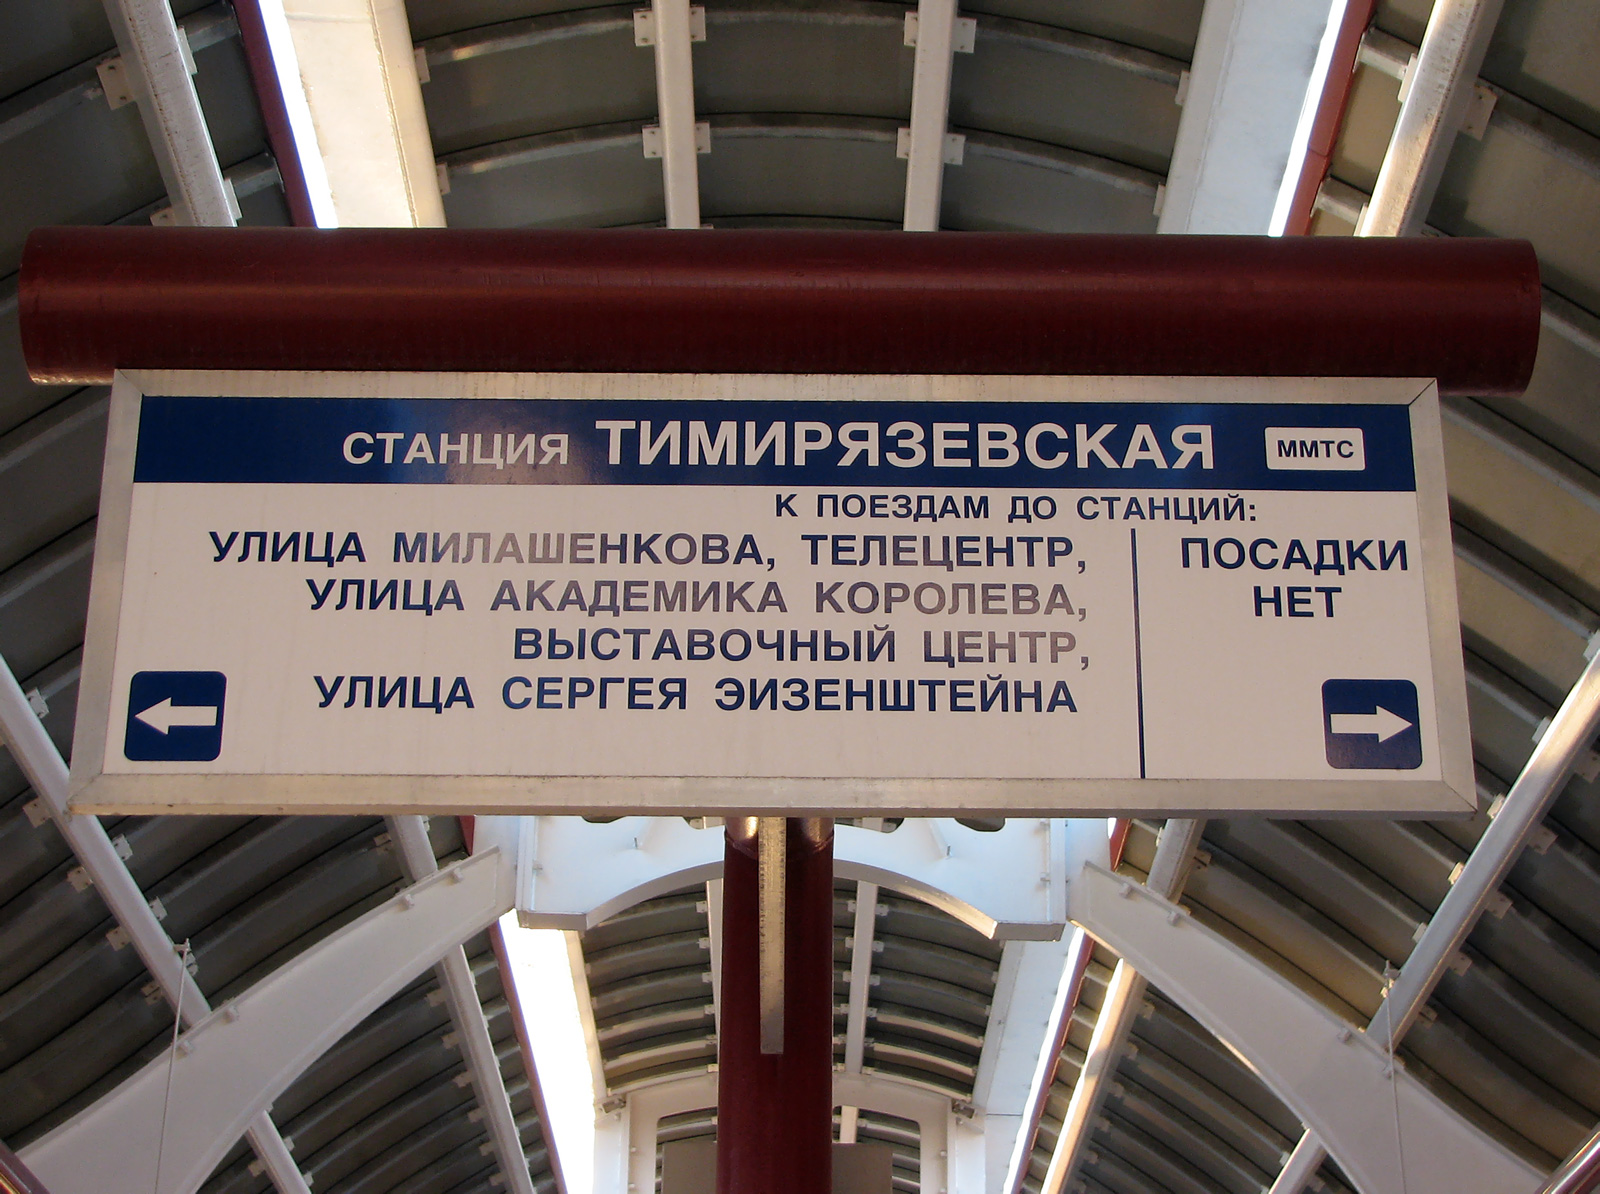 СТАНЦИЯ ТИМИРЯЗЕВСКАЯ ММТС
К ПОЕЗДАМ ДО СТАНЦИЙ:
УЛИЦА МИЛАШЕНКОВА, ТЕЛЕЦЕНТР,
УЛИЦА АКАДЕМИКА КОРОЛЕВА,
ВЫСТАВОЧНЫЙ ЦЕНТР,
УЛИЦА СЕРГЕЯ ЭИЗЕНШТЕЙНА
ПОСАДКИ
НЕТ